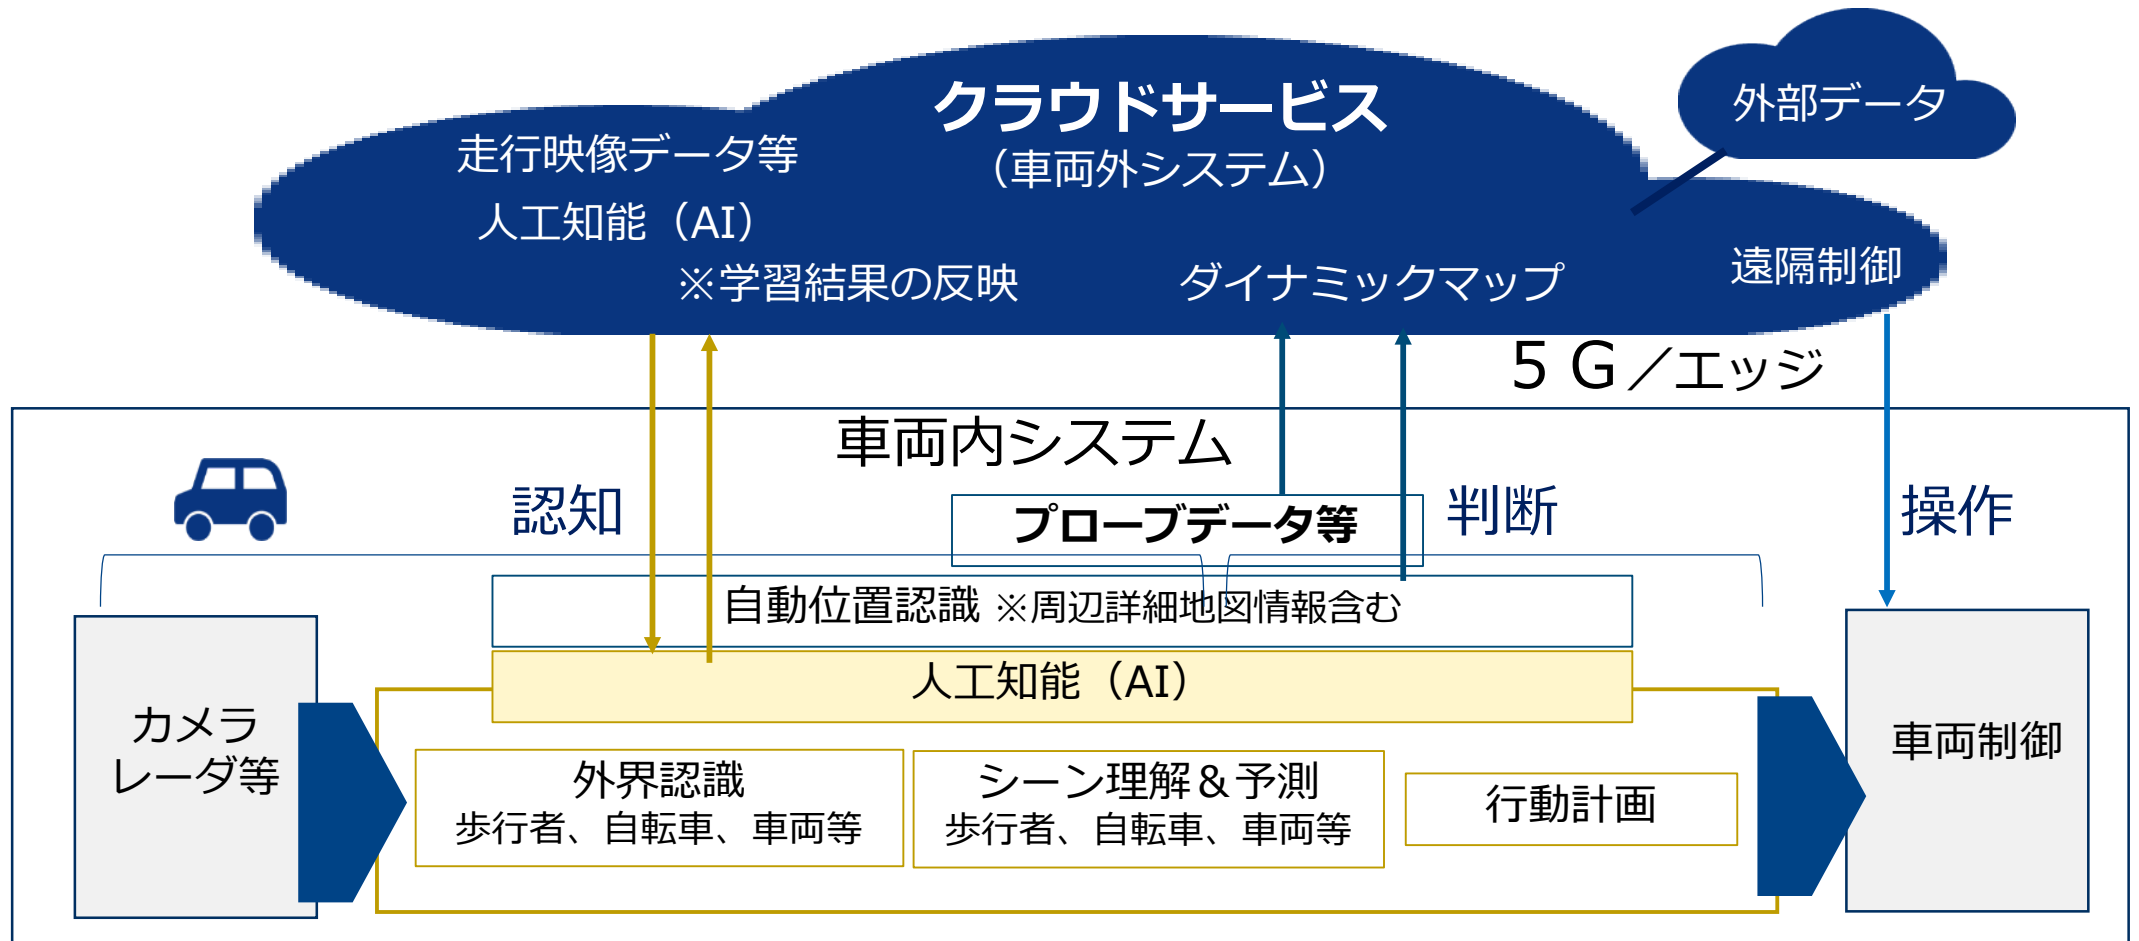 クラウドサービス
（車両外システム）
外部データ
走行映像データ等
人工知能（AI）
※学習結果の反映
ダイナミックマップ
遠隔制御
５Ｇ／エッジ
車両内システム
認知
プローブデータ等
判断
操作
自動位置認識 ※周辺詳細地図情報含む
人工知能（AI）
カメラ
レーダ等
車両制御
外界認識
歩行者、自転車、車両等
シーン理解＆予測
歩行者、自転車、車両等
行動計画